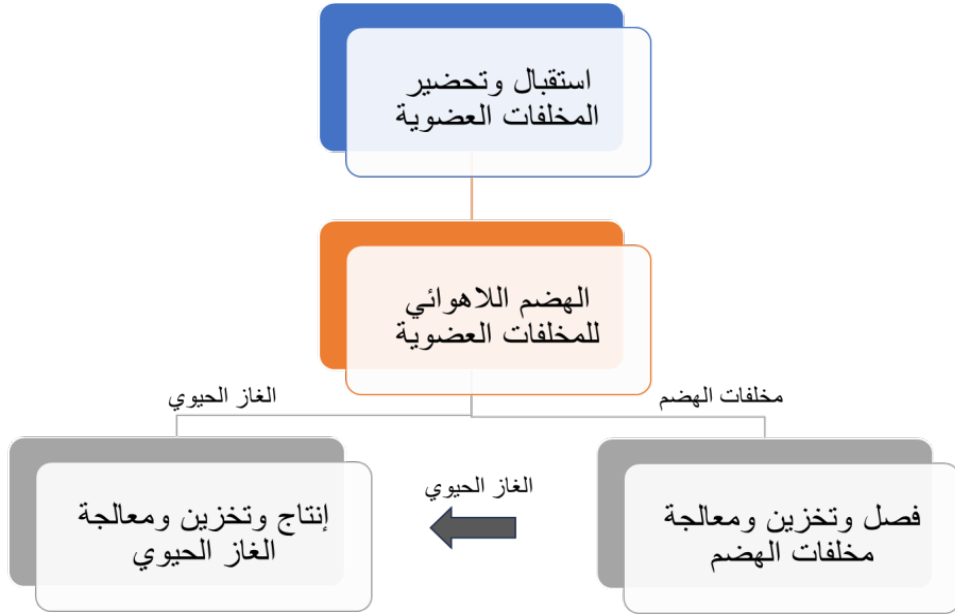 استقبال وتحضير
المخلفات العضوية
الهضم اللاهوائي
للمخلفات العضوية
مخلفات الهضم
الغاز الحيوي
فصل وتخزين ومعالجة
مخلفات الهضم
الغاز الحيوي
إنتاج وتخزين ومعالجة
الغاز الحيوي